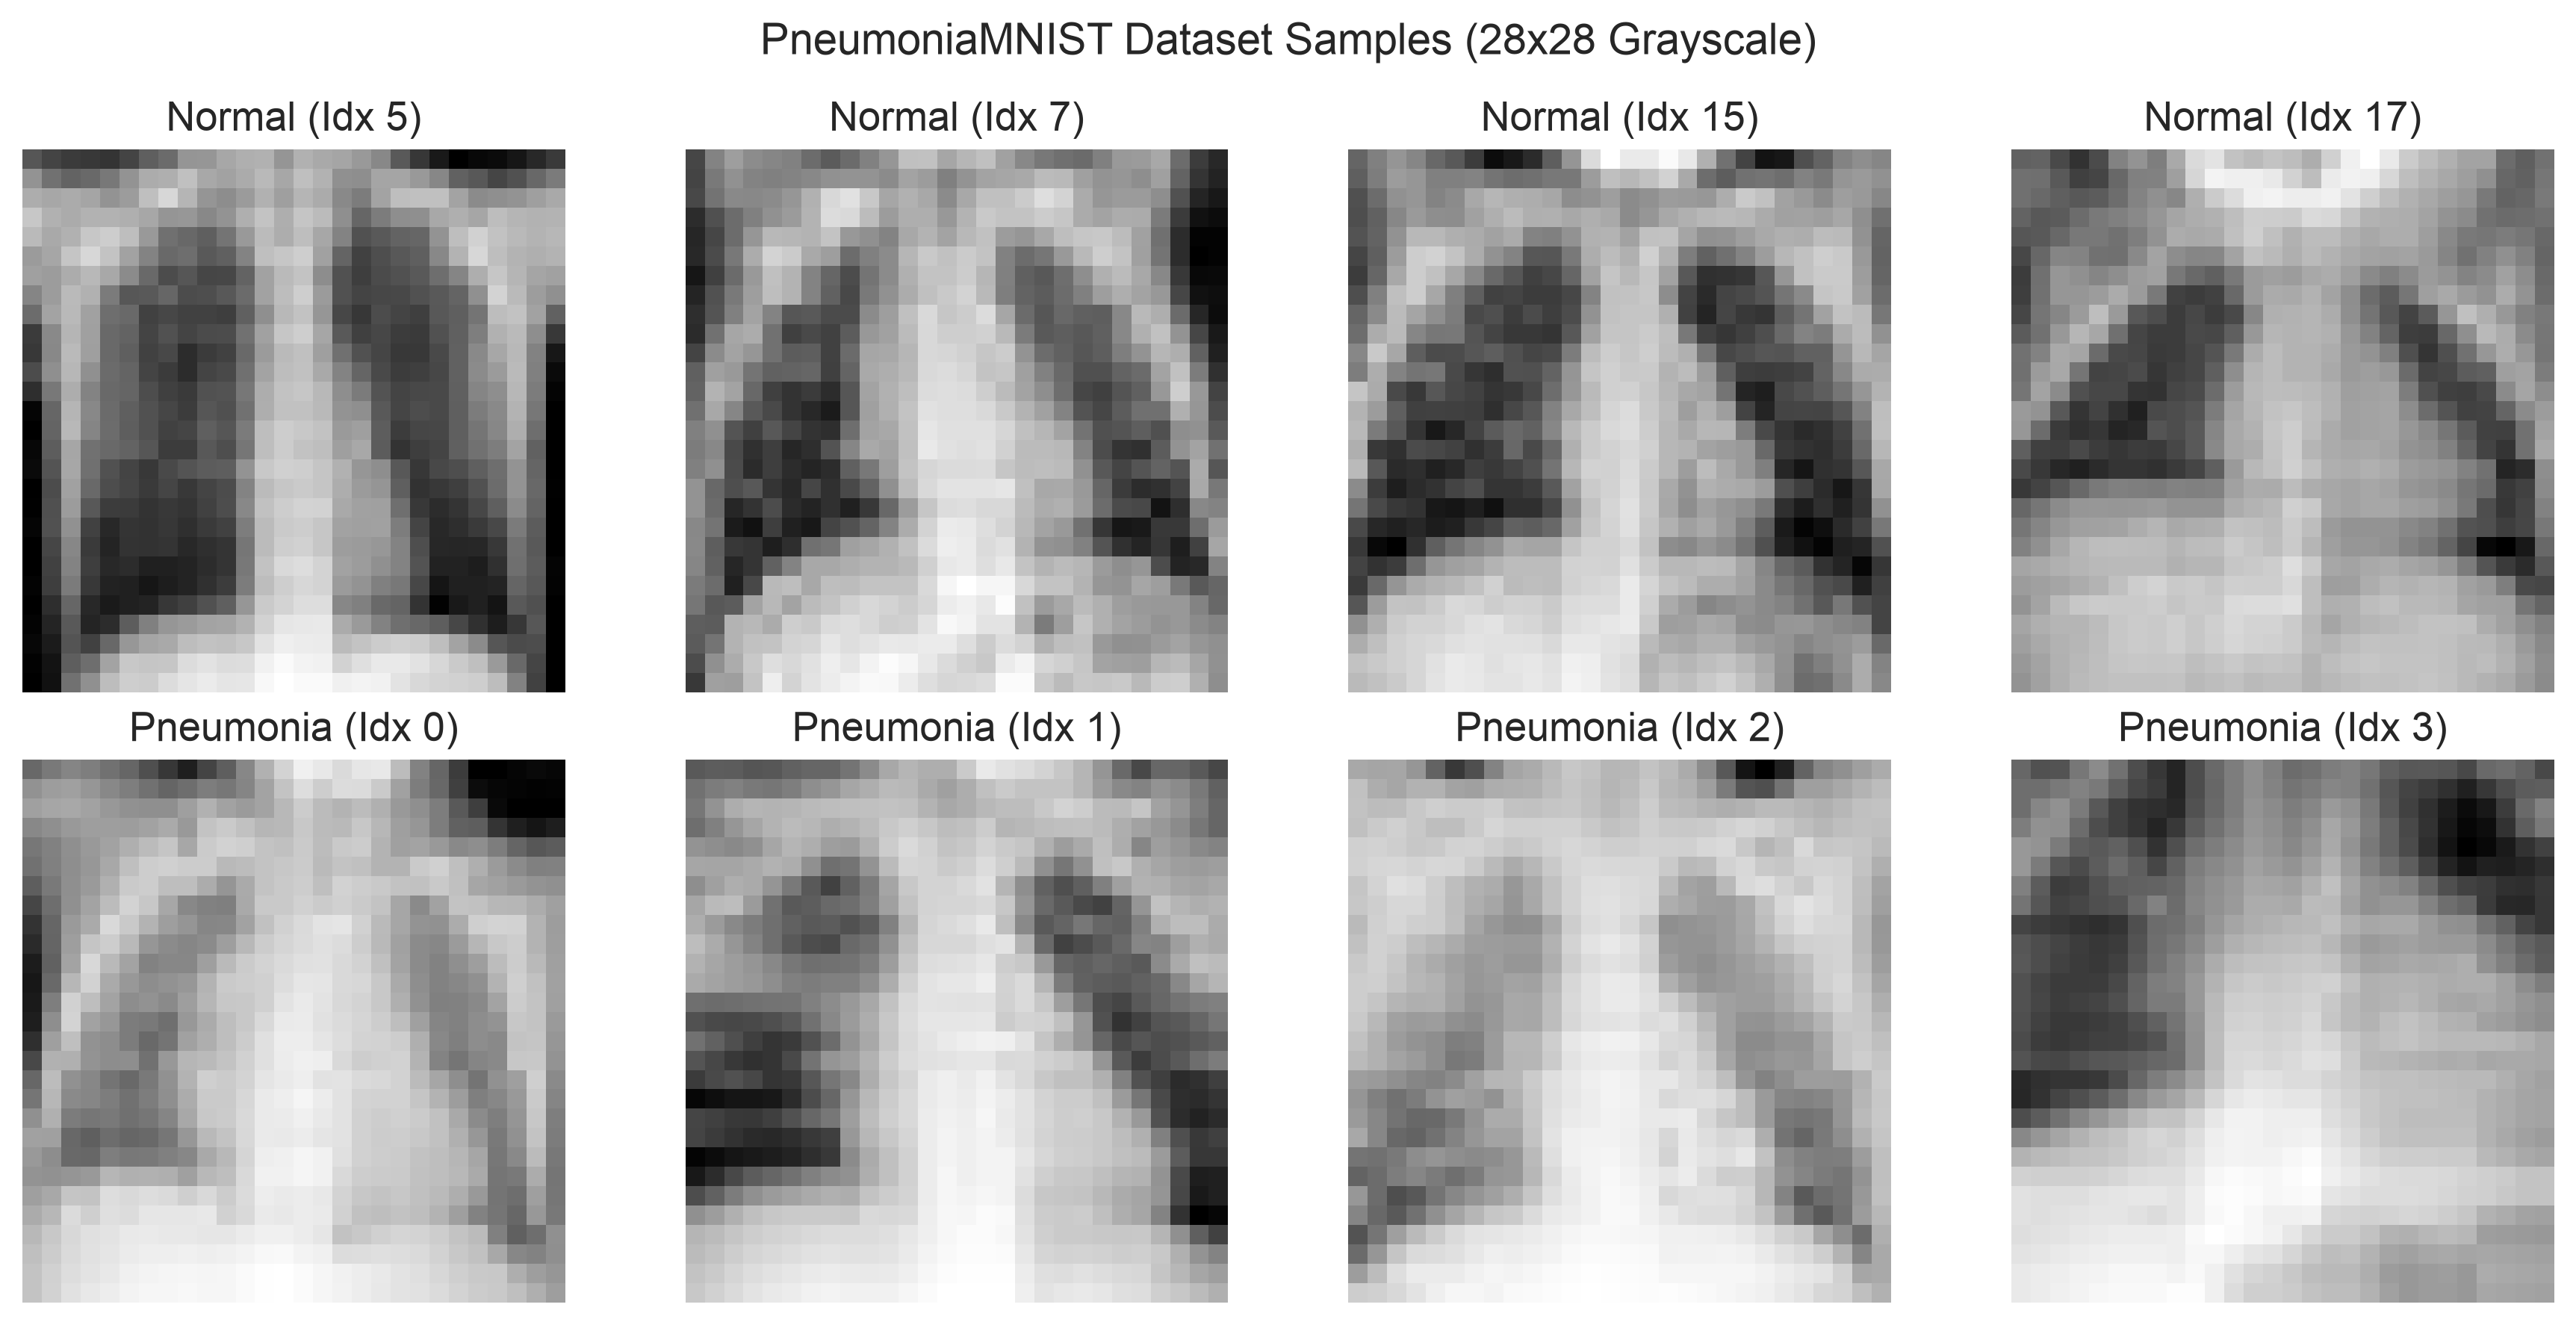 PneumoniaMNIST Dataset Samples (28x28 Grayscale)
Normal (Idx 5)
Normal (Idx 7)
Normal (Idx 15)
Normal (Idx 17)
Pneumonia (Idx 0)
Pneumonia (Idx 1)
Pneumonia (Idx 2)
Pneumonia (Idx 3)